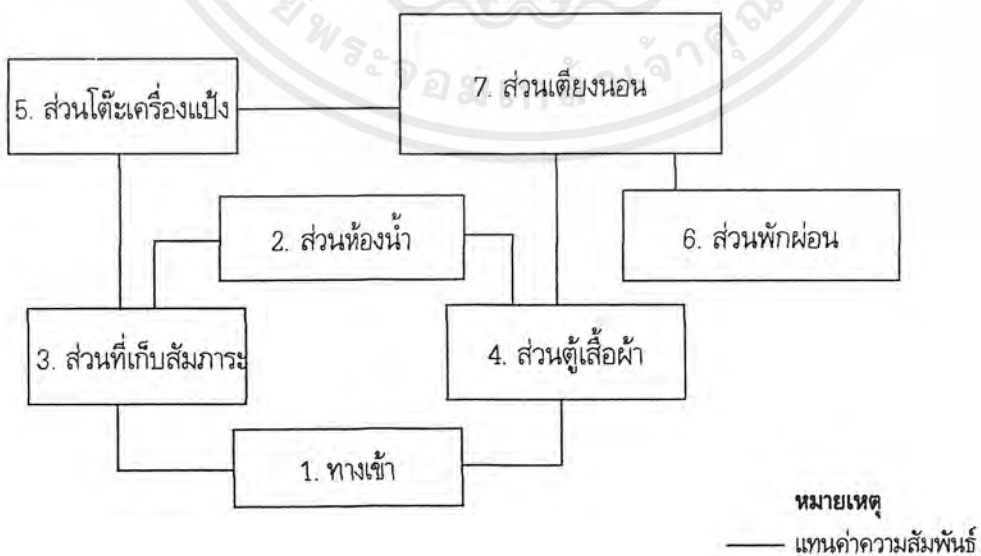 7. ส่วนเตียงนอน
5. ส่วนโต๊ะเครื่องแป้ง
2. ส่วนห้องน้ำ
6. ส่วนพักผ่อน
3. ส่วนที่เก็บสัมภาระ
4. ส่วนตู้เสื้อผ้า
1. ทางเข้า
หมายเหตุ
แทนค่าความสัมพันธ์